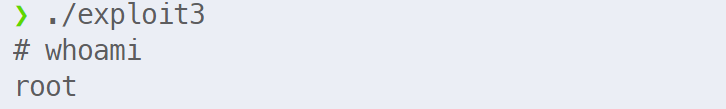 ❯ ./exploit3
# whoami
root